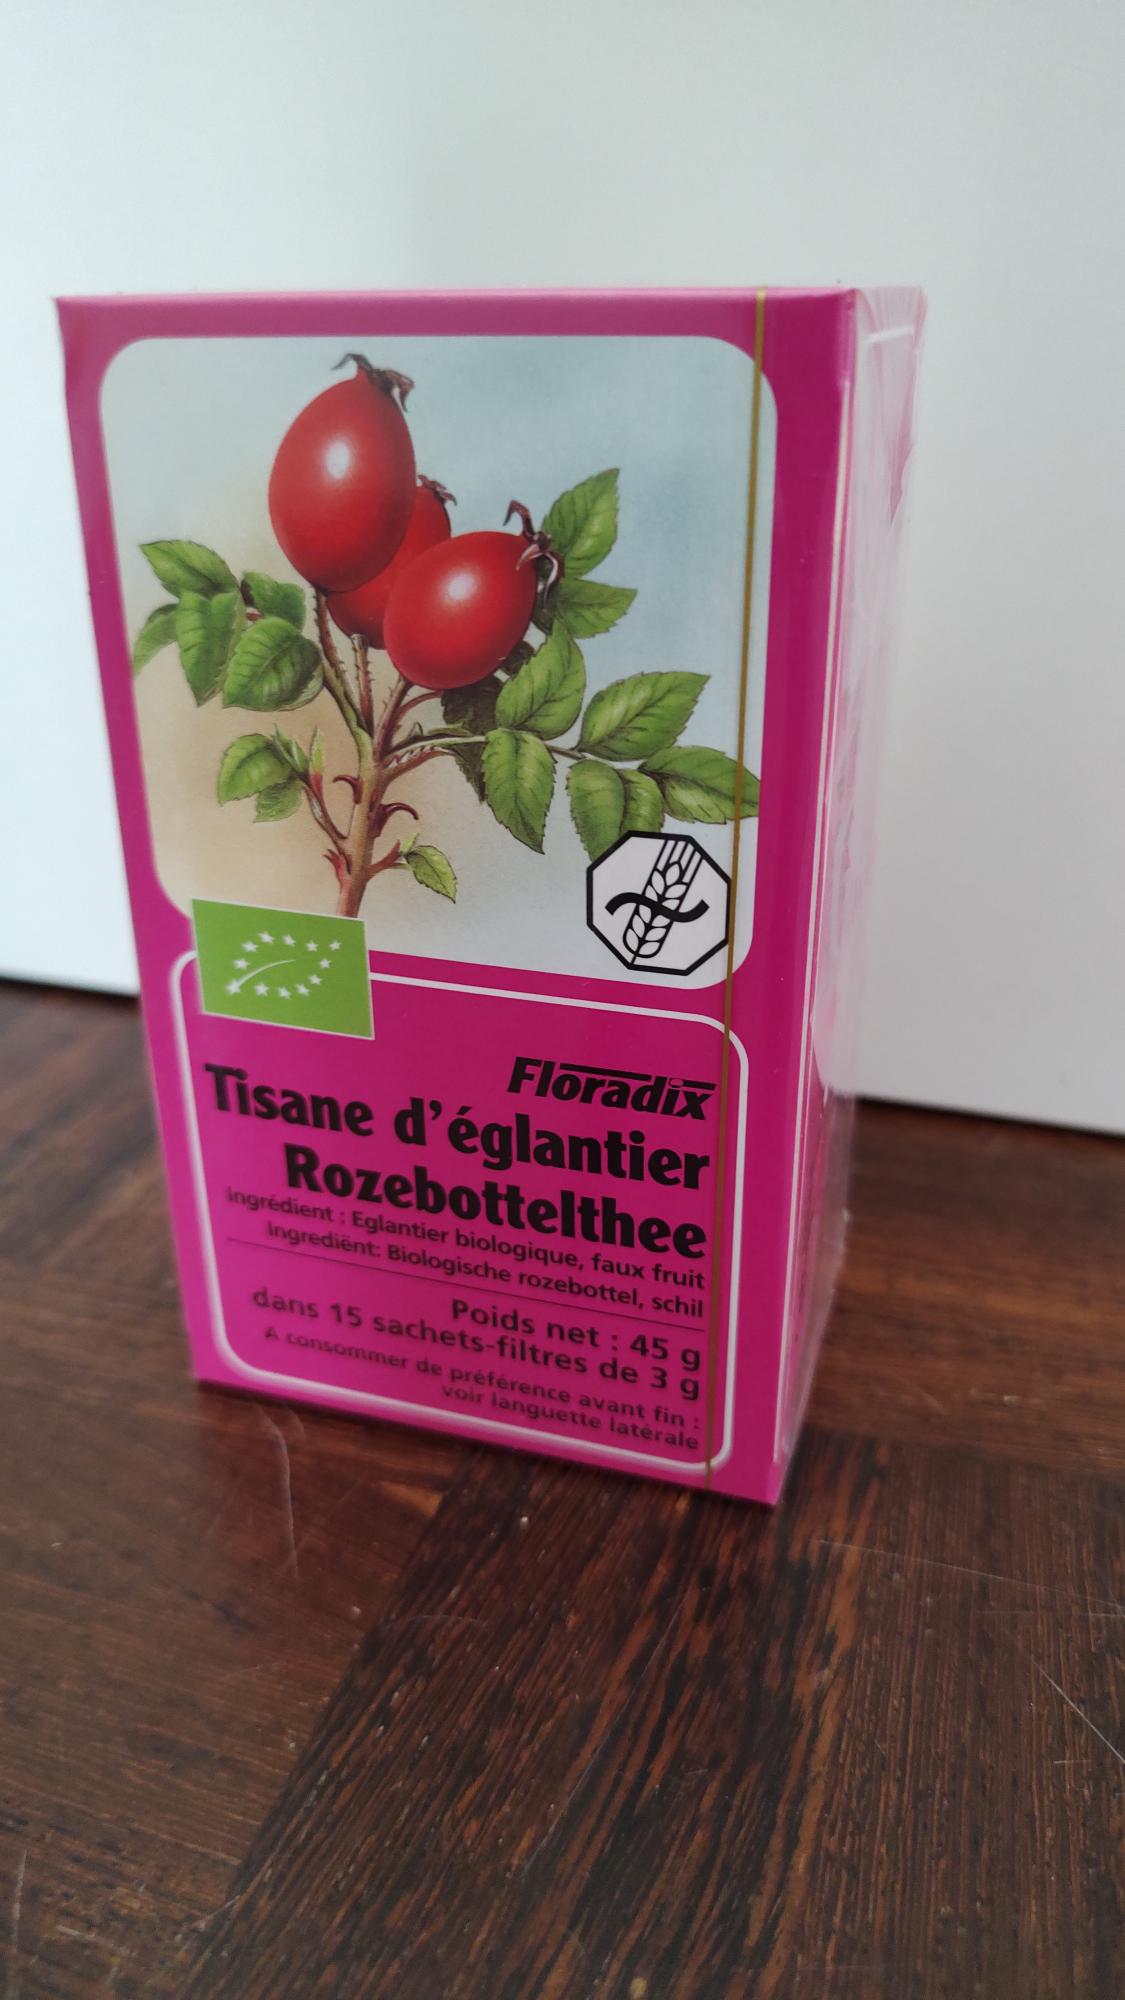 Floradix
Tisane d'églantier
Rozebottelthee
Ingrédient : Eglantier biologique, faux fruit
Ingrediënt: Biologische rozebottel, schil
Poids net : 45 g
dans 15 sachets-filtres de 3 g
A consommer de préférence avant fin :
voir languette latérale